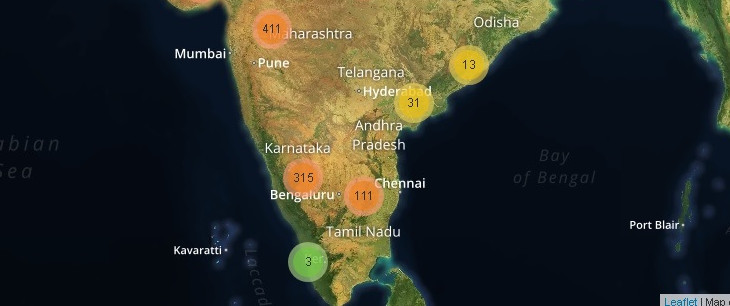 Odisha
411
Maharashtra
Mumbai
Pune
13
Telangana
Hyderabad
31
Andhra
Pradesh
abian
Sea
Karnataka
Bay
of Bengal
315
Bengaluru
111
Chennai
Tamil Nadu
Port Blair
Kavaratti
3
Laccad
Leaflet | Map